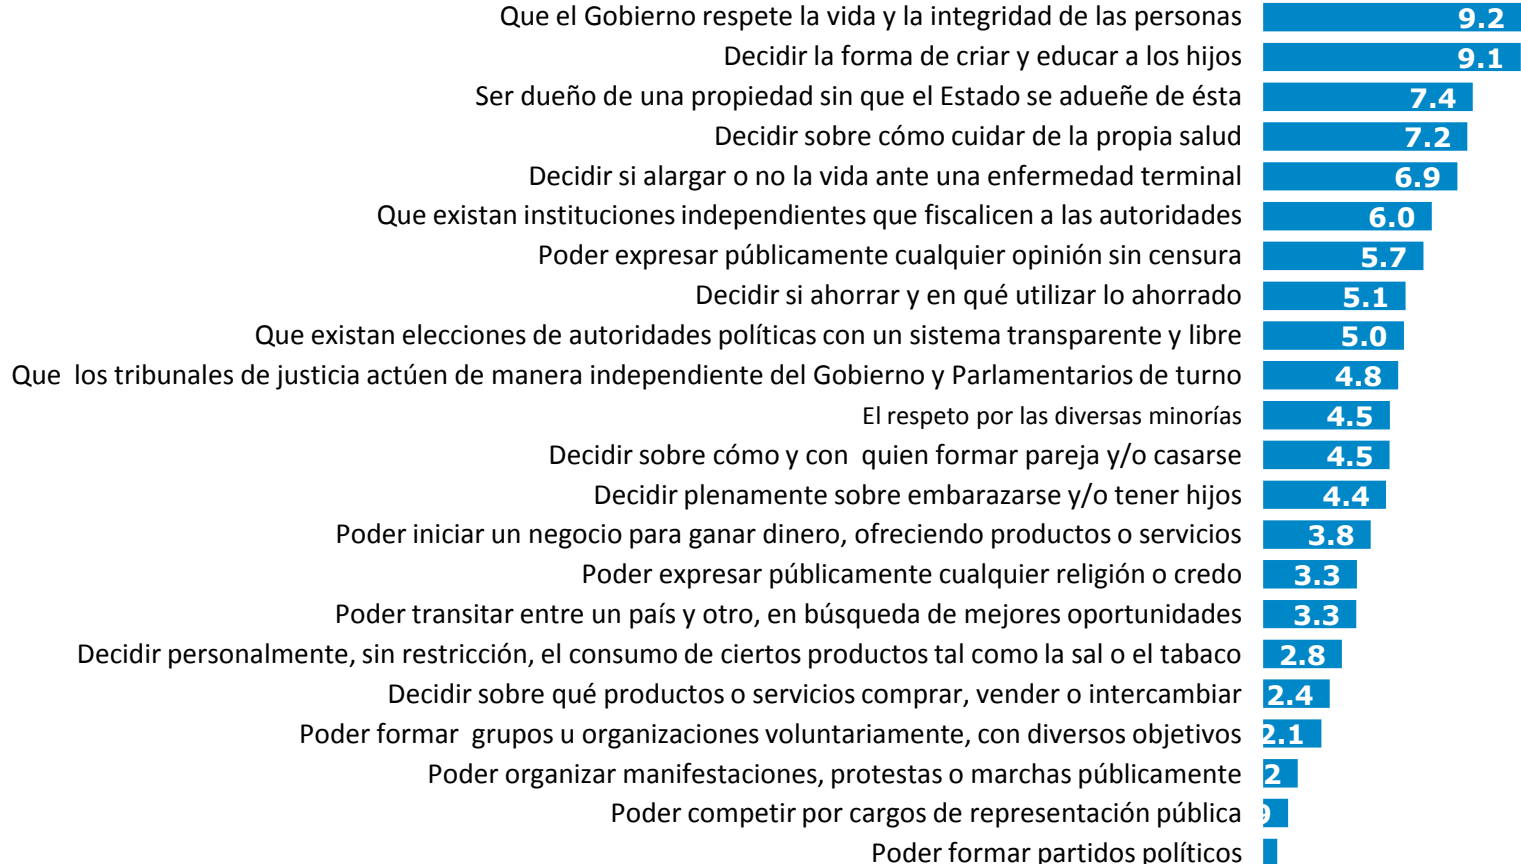 Que el Gobierno respete la vida y la integridad de las personas 9.2
Decidir la forma de criar y educar a los hijos 9.1
Ser dueño de una propiedad sin que el Estado se adueñe de ésta 7.4
Decidir sobre cómo cuidar de la propia salud 7.2
Decidir si alargar o no la vida ante una enfermedad terminal 6.9
Que existan instituciones independientes que fiscalicen a las autoridades 6.0
Poder expresar públicamente cualquier opinión sin censura 5.7
Decidir si ahorrar y en qué utilizar lo ahorrado 5.1
Que existan elecciones de autoridades políticas con un sistema transparente y libre 5.0
Que los tribunales de justicia actúen de manera independiente del Gobierno y Parlamentarios de turno 4.8
El respeto por las diversas minorías 4.5
Decidir sobre cómo y con quien formar pareja y/o casarse 4.5
Decidir plenamente sobre embarazarse y/o tener hijos 4.4
Poder iniciar un negocio para ganar dinero, ofreciendo productos o servicios 3.8
Poder expresar públicamente cualquier religión o credo 3.3
Poder transitar entre un país y otro, en búsqueda de mejores oportunidades 3.3
Decidir personalmente, sin restricción, el consumo de ciertos productos tal como la sal o el tabaco 2.8
Decidir sobre qué productos o servicios comprar, vender o intercambiar 2.4
Poder formar grupos u organizaciones voluntariamente, con diversos objetivos 2.1
Poder organizar manifestaciones, protestas o marchas públicamente 2
Poder competir por cargos de representación pública
Poder formar partidos políticos